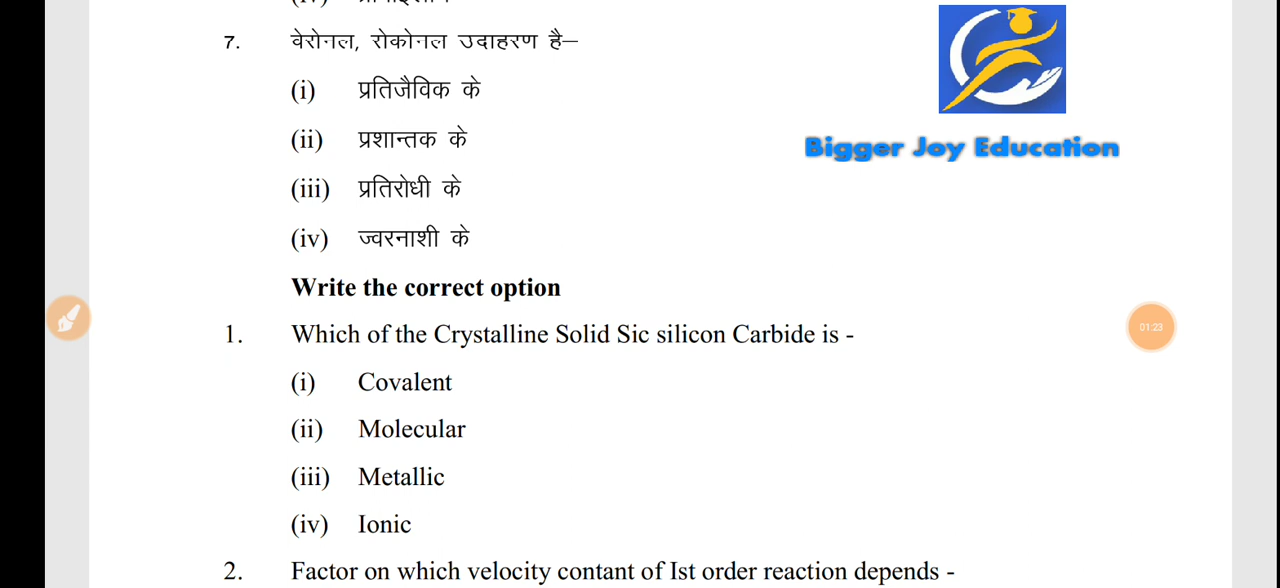 7. वेरोनल, रोकोनल उदाहरण है–
(i) प्रतिजैविक के
(ii) प्रशान्तक के
(iii) प्रतिरोधी के
(iv) ज्वरनाशी के
Bigger Joy Education
Write the correct option
1. Which of the Crystalline Solid Sic silicon Carbide is -
01:23
(i) Covalent
(ii) Molecular
(iii) Metallic
(iv) Ionic
2. Factor on which velocity contant of Ist order reaction depends -